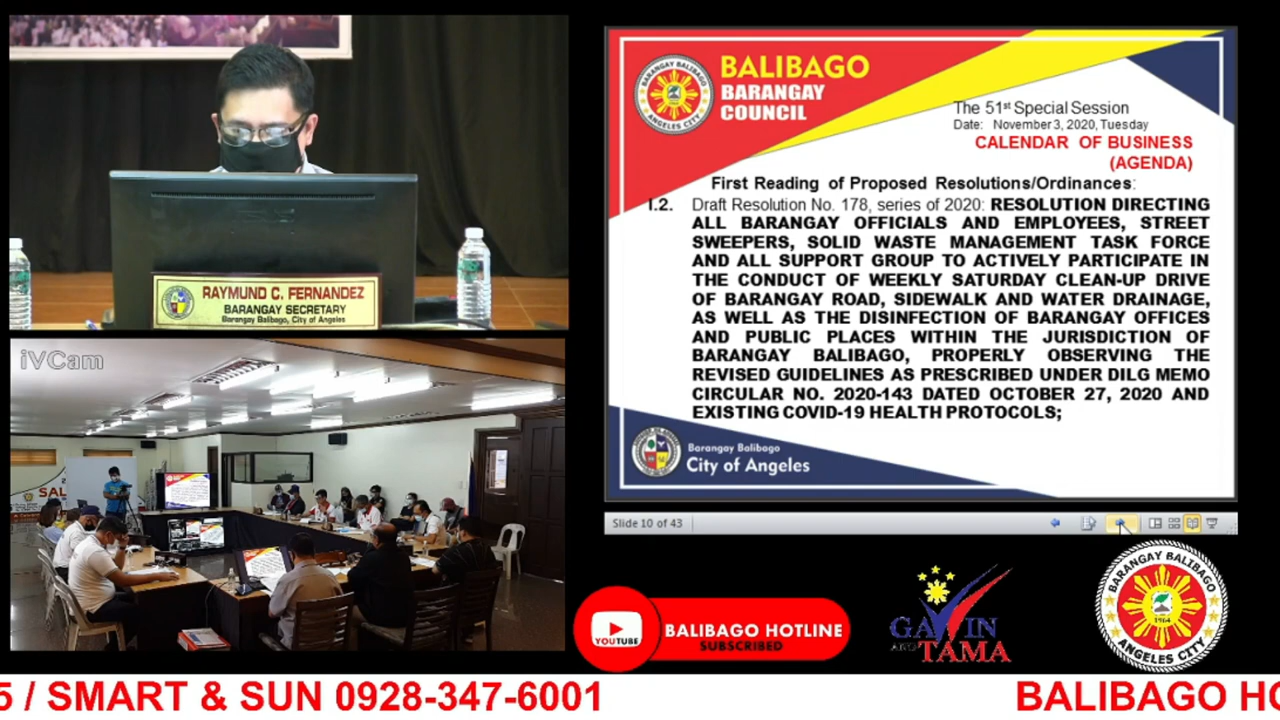 RAYMUND C. FERNANDEZ
BARANGAY SECRETARY
Barangay Balibago, City of Angeles
iVCam
SAL
BARANGAY BALIBAGO
ANGELES CITY
BALIBAGO
BARANGAY
COUNCIL
The 51st Special Session
Date: November 3, 2020, Tuesday
CALENDAR OF BUSINESS
(AGENDA)
First Reading of Proposed Resolutions/Ordinances:
I.2. Draft Resolution No. 178, series of 2020: RESOLUTION DIRECTING
ALL BARANGAY OFFICIALS AND EMPLOYEES, STREET
SWEEPERS, SOLID WASTE MANAGEMENT TASK FORCE
AND ALL SUPPORT GROUP TO ACTIVELY PARTICIPATE IN
THE CONDUCT OF WEEKLY SATURDAY CLEAN-UP DRIVE
OF BARANGAY ROAD, SIDEWALK AND WATER DRAINAGE,
AS WELL AS THE DISINFECTION OF BARANGAY OFFICES
AND PUBLIC PLACES WITHIN THE JURISDICTION OF
BARANGAY BALIBAGO, PROPERLY OBSERVING THE
REVISED GUIDELINES AS PRESCRIBED UNDER DILG MEMO
CIRCULAR NO. 2020-143 DATED OCTOBER 27, 2020 AND
EXISTING COVID-19 HEALTH PROTOCOLS;
Barangay Balibago
City of Angeles
Slide 10 of 43
YOUTUBE
BALIBAGO HOTLINE
SUBSCRIBED
GAWIN
ANG TAMA
BARANGAY BALIBAGO
1964
ANGELES CITY
5 / SMART & SUN 0928-347-6001
BALIBAGO HO